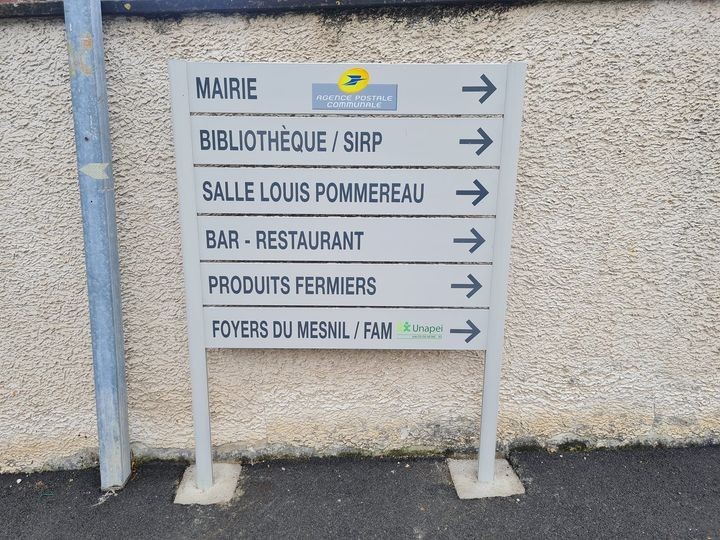 MAIRIE
AGENCE POSTALE
COMMUNALE
BIBLIOTHÈQUE / SIRP
SALLE LOUIS POMMEREAU
BAR - RESTAURANT
PRODUITS FERMIERS
FOYERS DU MESNIL / FAM Unapei